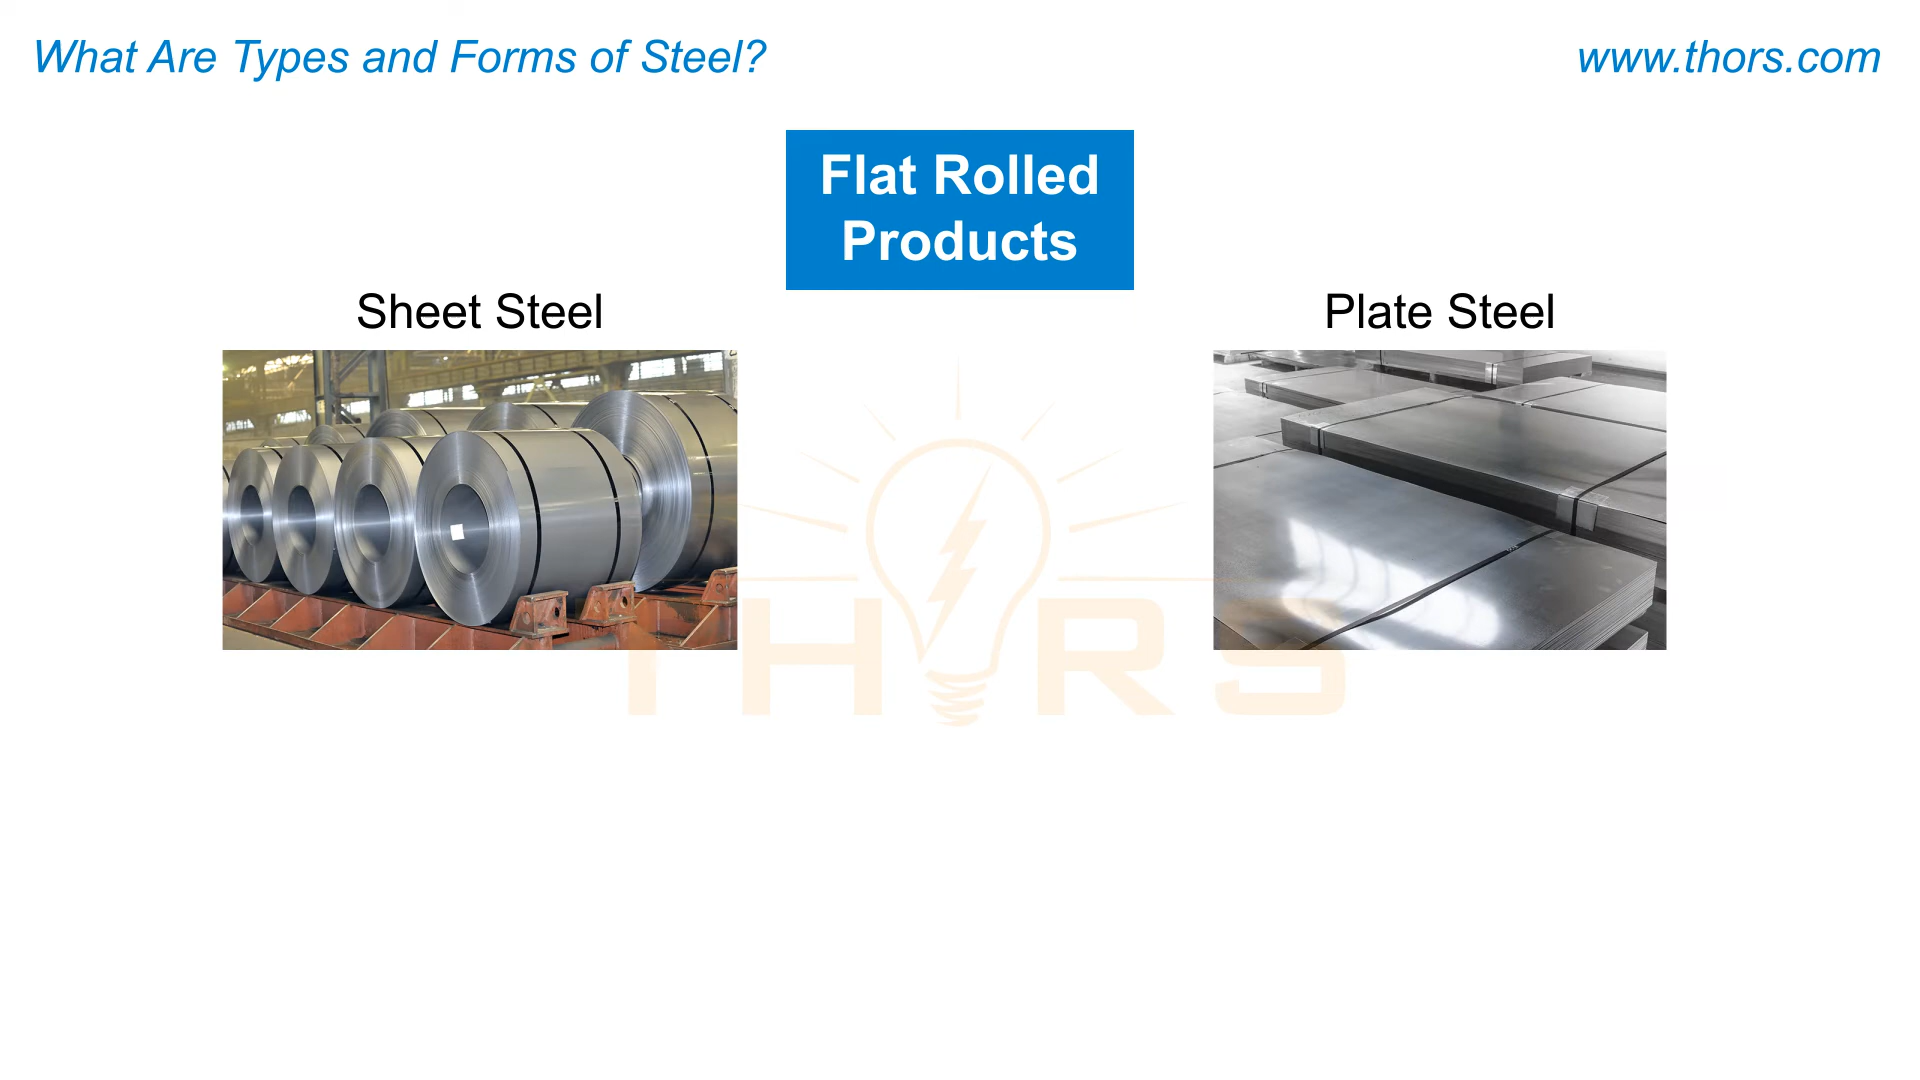 What Are Types and Forms of Steel?
www.thors.com
Flat Rolled
Products
Sheet Steel
Plate Steel
THORS